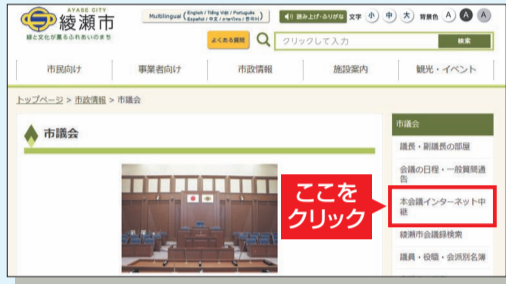 AYASE CITY
綾瀬市
緑と文化が薫るふれあいのまち
Multilingual (English / Tiếng Việt / Português / Español / 中文 / ภาษาไทย / 한국어)
読み上げ・ふりがな 文字 小 中 大 背景色 A A A
よくある質問 クリックして入力 検索
市民向け 事業者向け 市政情報 施設案内 観光・イベント
トップページ > 市政情報 > 市議会
市議会
市議会
議長・副議長の部屋
会議の日程・一般質問通
告
本会議インターネット中
継
綾瀬市会議録検索
議員・役職・会派別名簿
ここを
クリック